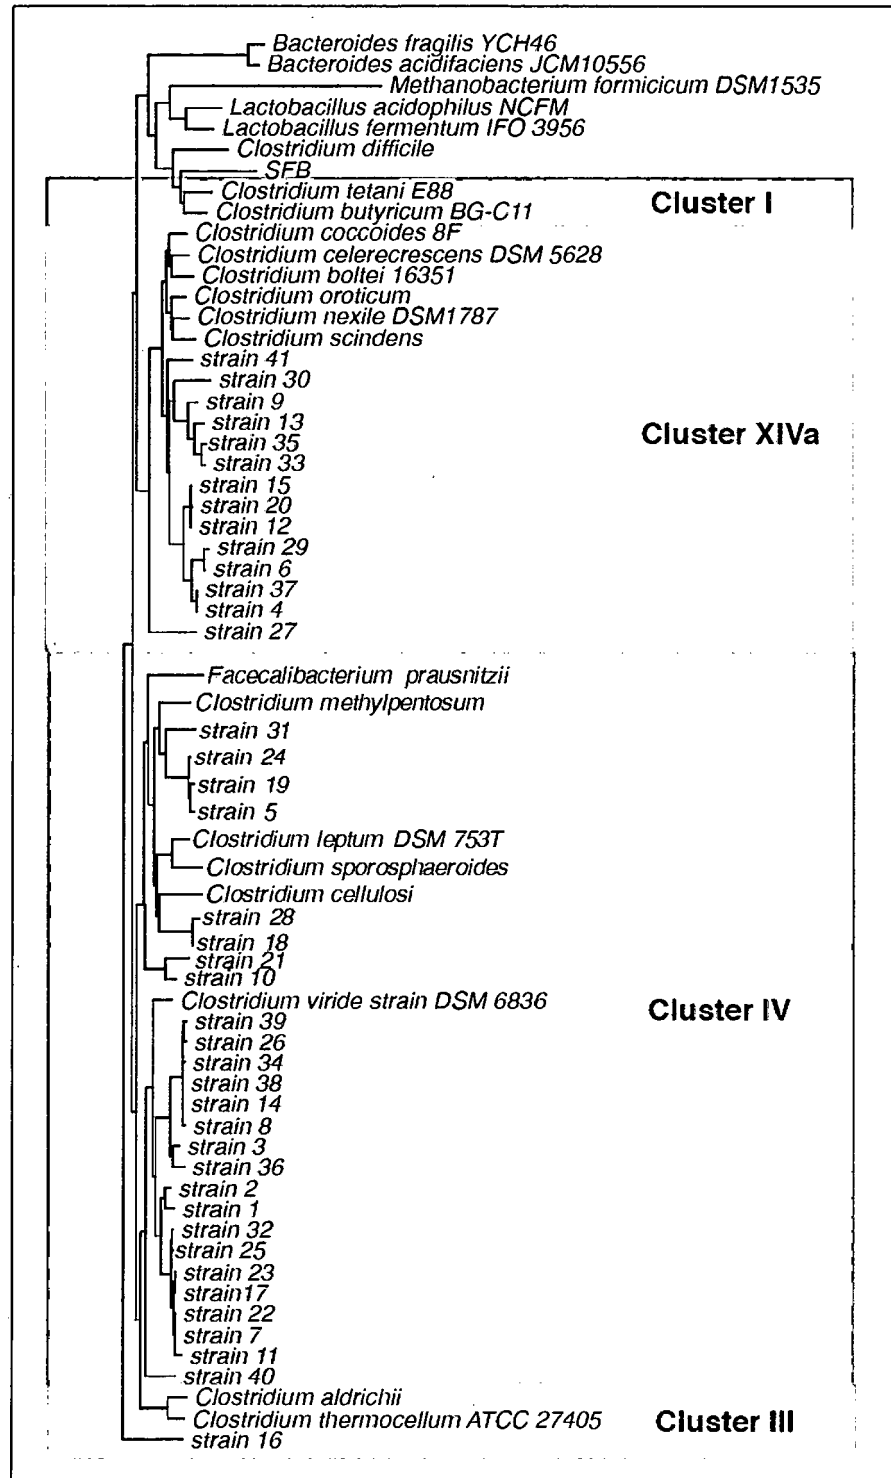 Bacteroides fragilis YCH46
Bacteroides acidifaciens JCM10556
Methanobacterium formicicum DSM1535
Lactobacillus acidophilus NCFM
Lactobacillus fermentum IFO 3956
Clostridium difficile
SFB
Clostridium tetani E88
Cluster I
Clostridium butyricum BG-C11
Clostridium coccoides 8F
Clostridium celerecrescens DSM 5628
Clostridium boltei 16351
Clostridium oroticum
Clostridium nexile DSM1787
Clostridium scindens
strain 41
strain 30
strain 9
strain 13
Cluster XIVa
strain 35
strain 33
strain 15
strain 20
strain 12
strain 29
strain 6
strain 37
strain 4
strain 27
Facecalibacterium prausnitzii
Clostridium methylpentosum
strain 31
strain 24
strain 19
strain 5
Clostridium leptum DSM 753T
Clostridium sporosphaeroides
Clostridium cellulosi
strain 28
strain 18
strain 21
strain 10
Clostridium viride strain DSM 6836
Cluster IV
strain 39
strain 26
strain 34
strain 38
strain 14
strain 8
strain 3
strain 36
strain 2
strain 1
strain 32
strain 25
strain 23
strain17
strain 22
strain 7
strain 11
strain 40
Clostridium aldrichii
Clostridium thermocellum ATCC 27405
Cluster III
strain 16